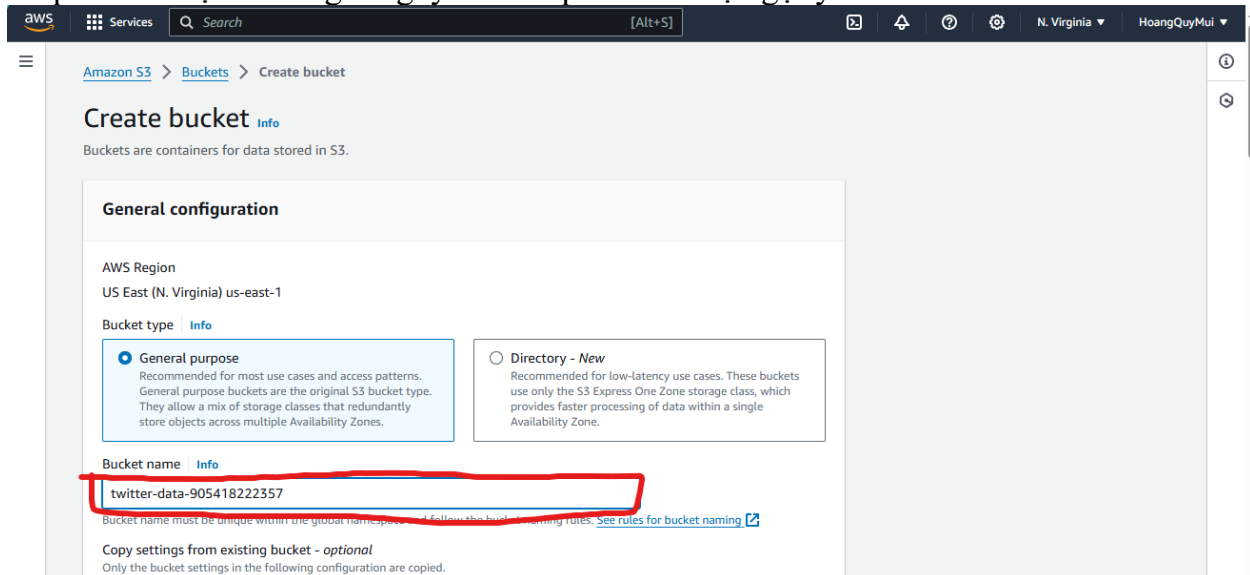 aws Services Search [Alt+S] N. Virginia ▼ HoangQuyMui ▼
Amazon S3 > Buckets > Create bucket
Create bucket Info
Buckets are containers for data stored in S3.
General configuration
AWS Region
US East (N. Virginia) us-east-1
Bucket type Info
General purpose
Recommended for most use cases and access patterns.
General purpose buckets are the original S3 bucket type.
They allow a mix of storage classes that redundantly
store objects across multiple Availability Zones.
Directory - New
Recommended for low-latency use cases. These buckets
use only the S3 Express One Zone storage class, which
provides faster processing of data within a single
Availability Zone.
Bucket name Info
twitter-data-905418222357
Bucket name must be unique within the global namespace and follow the bucket naming rules. See rules for bucket naming
Copy settings from existing bucket - optional
Only the bucket settings in the following configuration are copied.